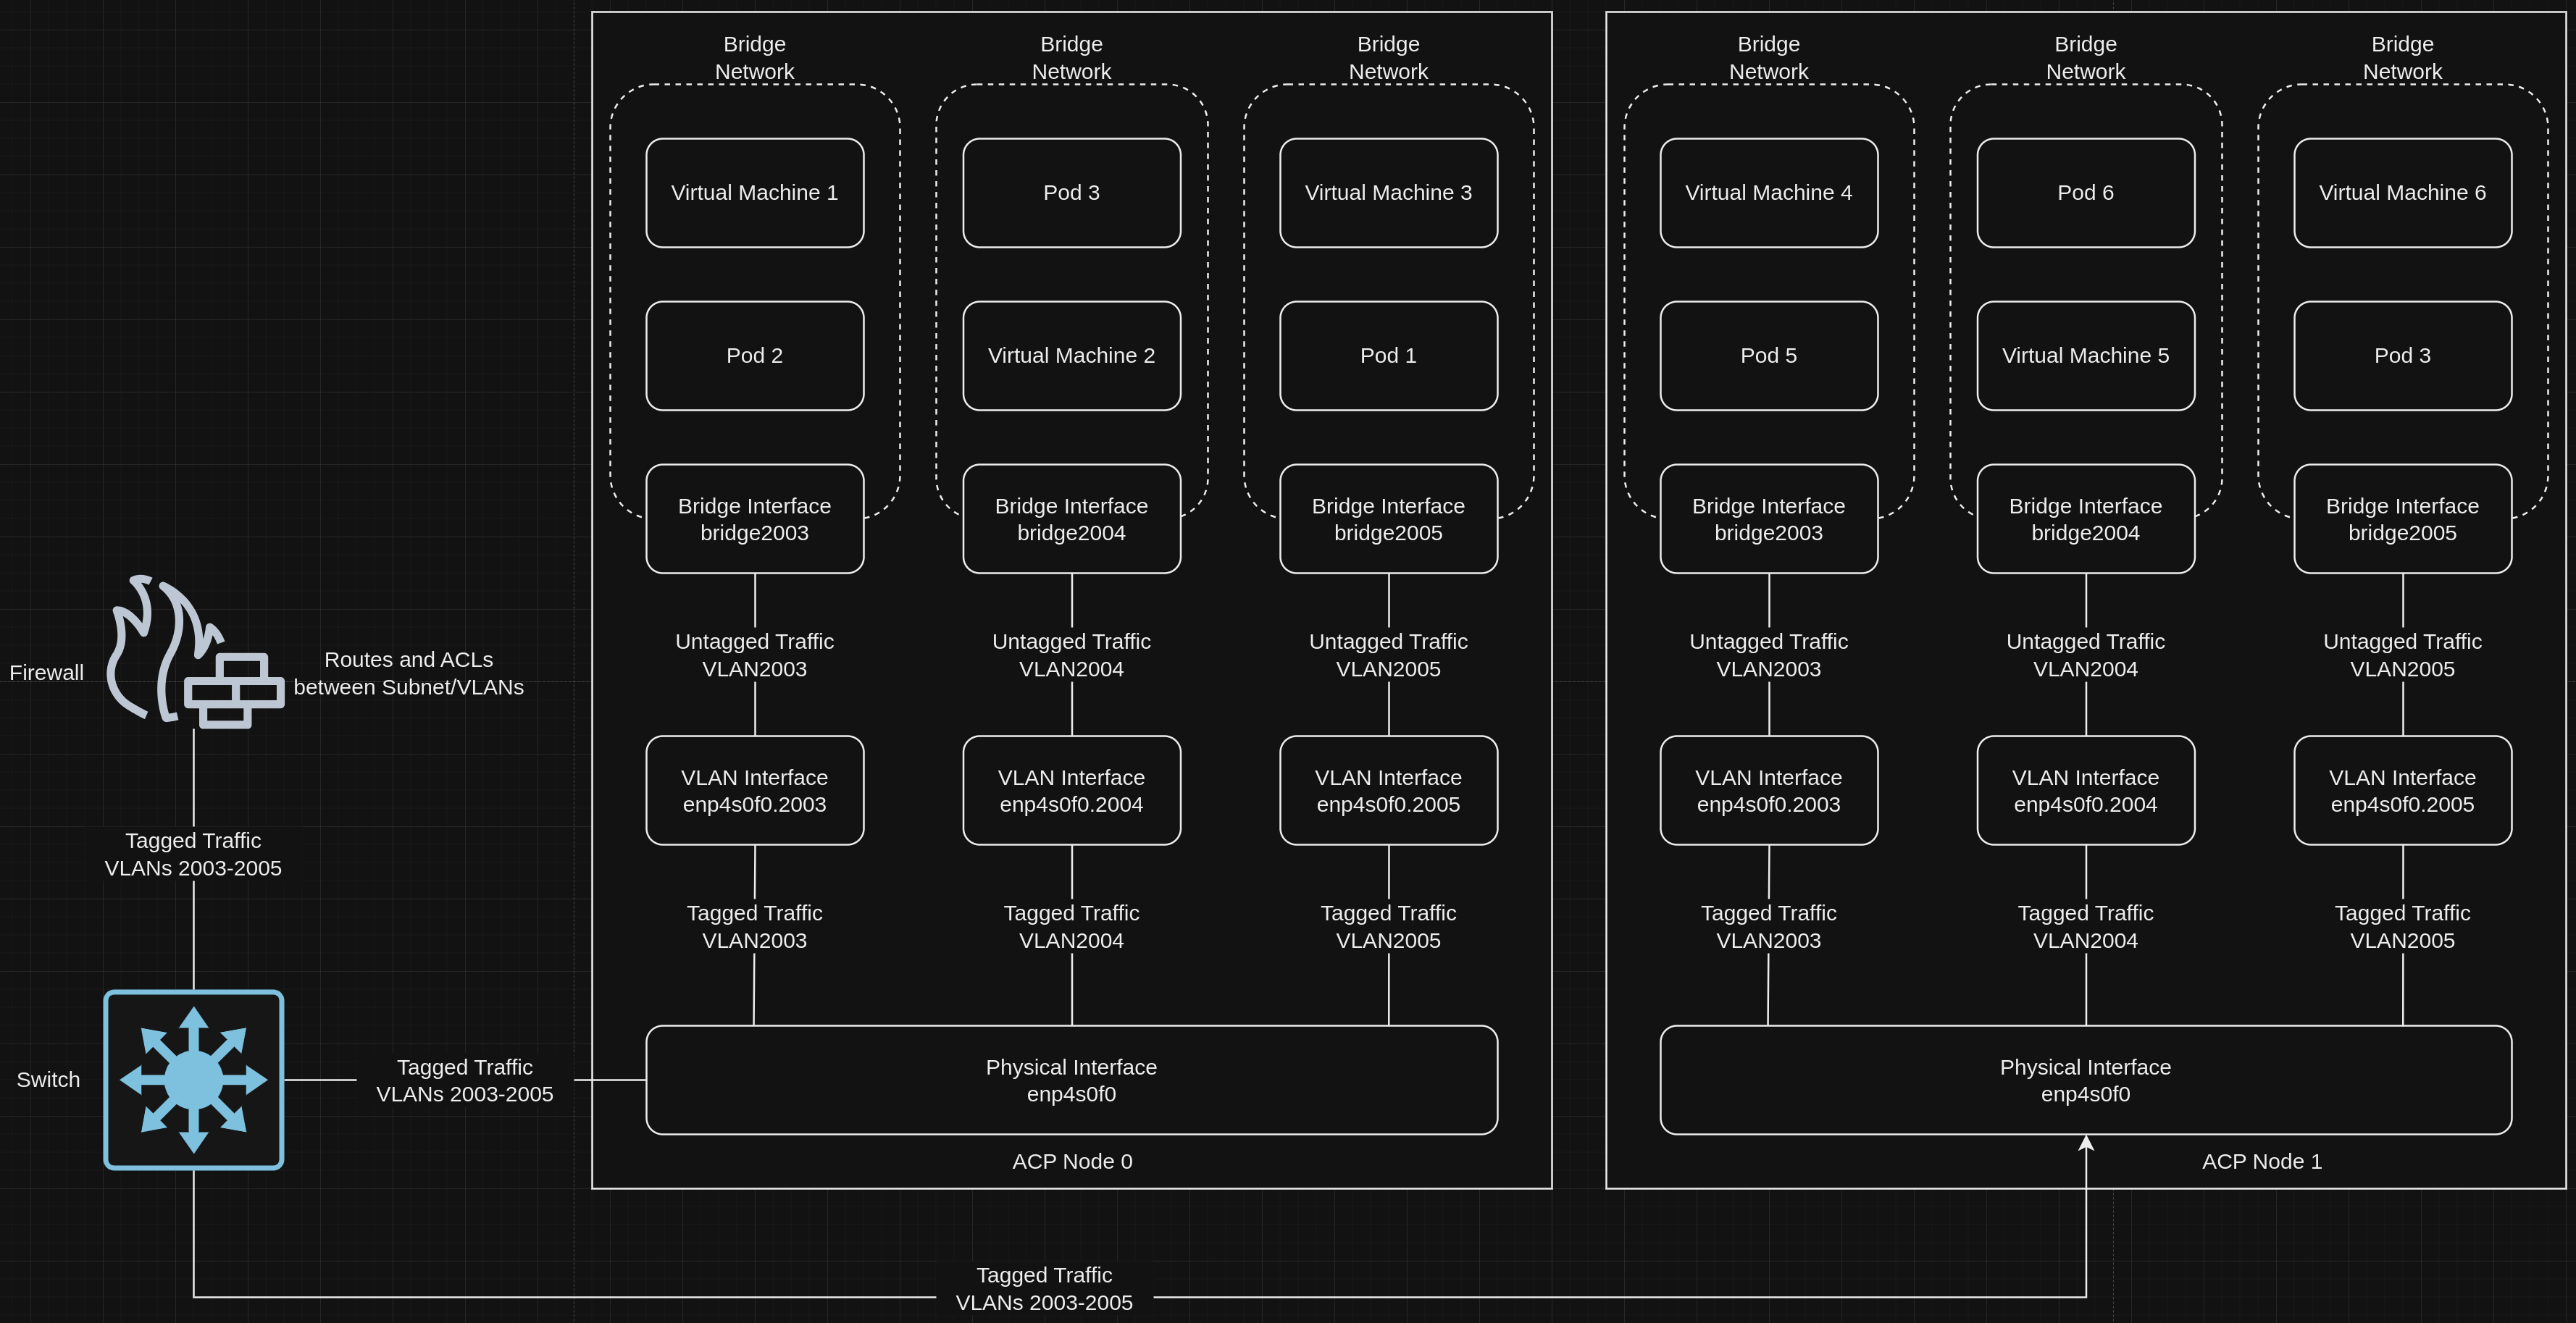 Bridge
Network
Bridge
Network
Bridge
Network
Virtual Machine 1
Pod 3
Virtual Machine 3
Pod 2
Virtual Machine 2
Pod 1
Bridge Interface
bridge2003
Bridge Interface
bridge2004
Bridge Interface
bridge2005
Untagged Traffic
VLAN2003
Untagged Traffic
VLAN2004
Untagged Traffic
VLAN2005
VLAN Interface
enp4s0f0.2003
VLAN Interface
enp4s0f0.2004
VLAN Interface
enp4s0f0.2005
Tagged Traffic
VLAN2003
Tagged Traffic
VLAN2004
Tagged Traffic
VLAN2005
Physical Interface
enp4s0f0
ACP Node 0
Bridge
Network
Bridge
Network
Bridge
Network
Virtual Machine 4
Pod 6
Virtual Machine 6
Pod 5
Virtual Machine 5
Pod 3
Bridge Interface
bridge2003
Bridge Interface
bridge2004
Bridge Interface
bridge2005
Untagged Traffic
VLAN2003
Untagged Traffic
VLAN2004
Untagged Traffic
VLAN2005
VLAN Interface
enp4s0f0.2003
VLAN Interface
enp4s0f0.2004
VLAN Interface
enp4s0f0.2005
Tagged Traffic
VLAN2003
Tagged Traffic
VLAN2004
Tagged Traffic
VLAN2005
Physical Interface
enp4s0f0
ACP Node 1
Firewall
Routes and ACLs
between Subnet/VLANs
Tagged Traffic
VLANs 2003-2005
Switch
Tagged Traffic
VLANs 2003-2005
Tagged Traffic
VLANs 2003-2005